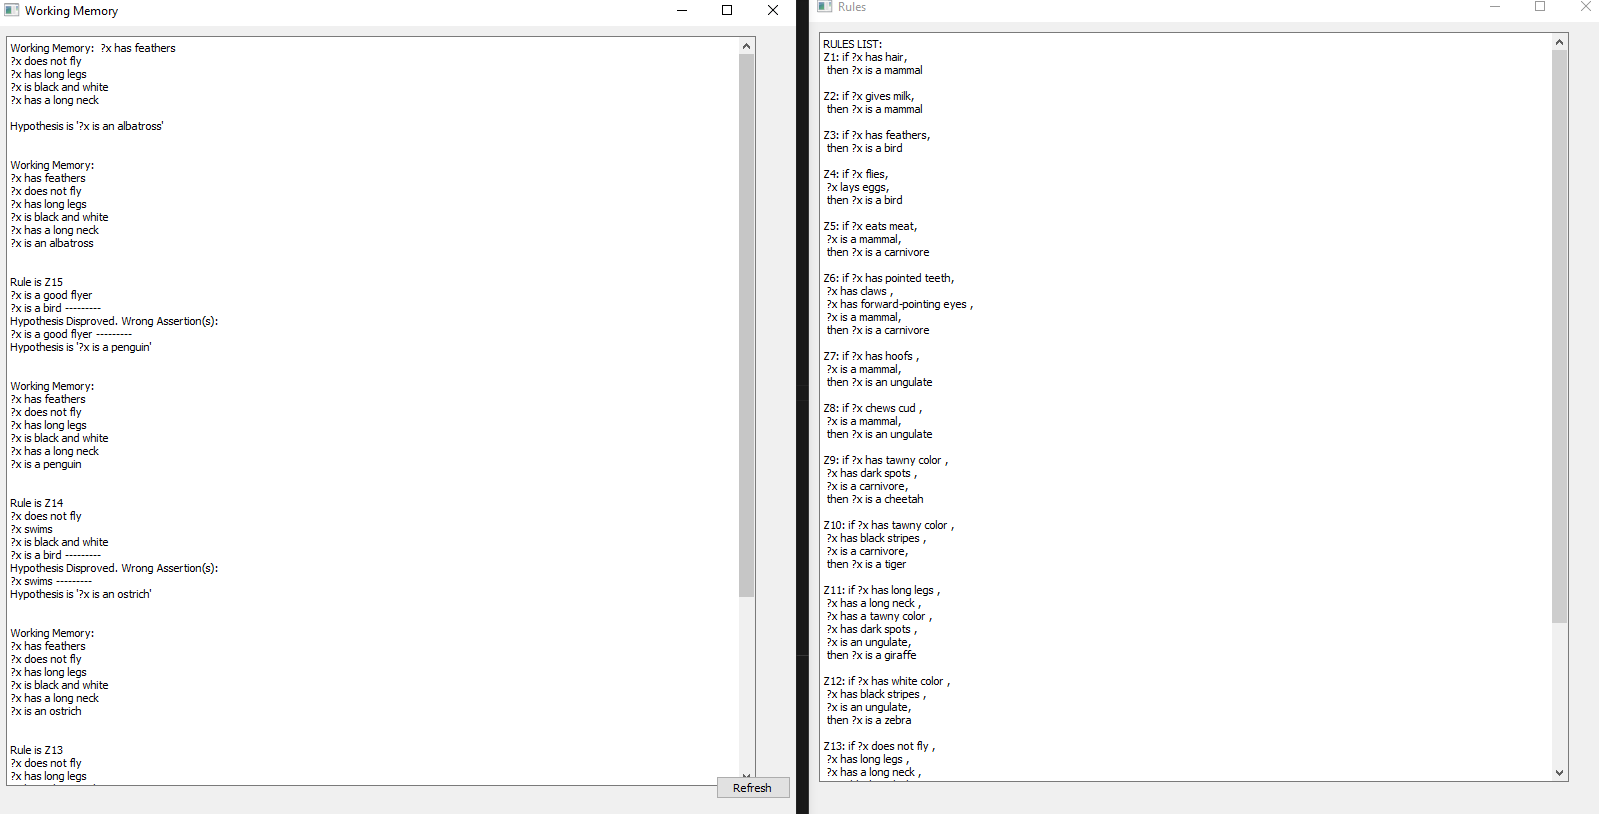 Working Memory
Working Memory:  ?x has feathers
?x does not fly
?x has long legs
?x is black and white
?x has a long neck
Hypothesis is '?x is an albatross'
Working Memory:
?x has feathers
?x does not fly
?x has long legs
?x is black and white
?x has a long neck
?x is an albatross
Rule is Z15
?x is a good flyer
?x is a bird ---------
Hypothesis Disproved. Wrong Assertion(s):
?x is a good flyer ---------
Hypothesis is '?x is a penguin'
Working Memory:
?x has feathers
?x does not fly
?x has long legs
?x is black and white
?x has a long neck
?x is a penguin
Rule is Z14
?x does not fly
?x swims
?x is black and white
?x is a bird ---------
Hypothesis Disproved. Wrong Assertion(s):
?x swims ---------
Hypothesis is '?x is an ostrich'
Working Memory:
?x has feathers
?x does not fly
?x has long legs
?x is black and white
?x has a long neck
?x is an ostrich
Rule is Z13
?x does not fly
?x has long legs
Refresh
Rules
RULES LIST:
Z1: if ?x has hair,
then ?x is a mammal
Z2: if ?x gives milk,
then ?x is a mammal
Z3: if ?x has feathers,
then ?x is a bird
Z4: if ?x flies,
?x lays eggs,
then ?x is a bird
Z5: if ?x eats meat,
?x is a mammal,
then ?x is a carnivore
Z6: if ?x has pointed teeth,
?x has claws ,
?x has forward-pointing eyes ,
?x is a mammal,
then ?x is a carnivore
Z7: if ?x has hoofs ,
?x is a mammal,
then ?x is an ungulate
Z8: if ?x chews cud ,
?x is a mammal,
then ?x is an ungulate
Z9: if ?x has tawny color ,
?x has dark spots ,
?x is a carnivore,
then ?x is a cheetah
Z10: if ?x has tawny color ,
?x has black stripes ,
?x is a carnivore,
then ?x is a tiger
Z11: if ?x has long legs ,
?x has a long neck ,
?x has a tawny color ,
?x has dark spots ,
?x is an ungulate,
then ?x is a giraffe
Z12: if ?x has white color ,
?x has black stripes ,
?x is an ungulate,
then ?x is a zebra
Z13: if ?x does not fly ,
?x has long legs ,
?x has a long neck ,